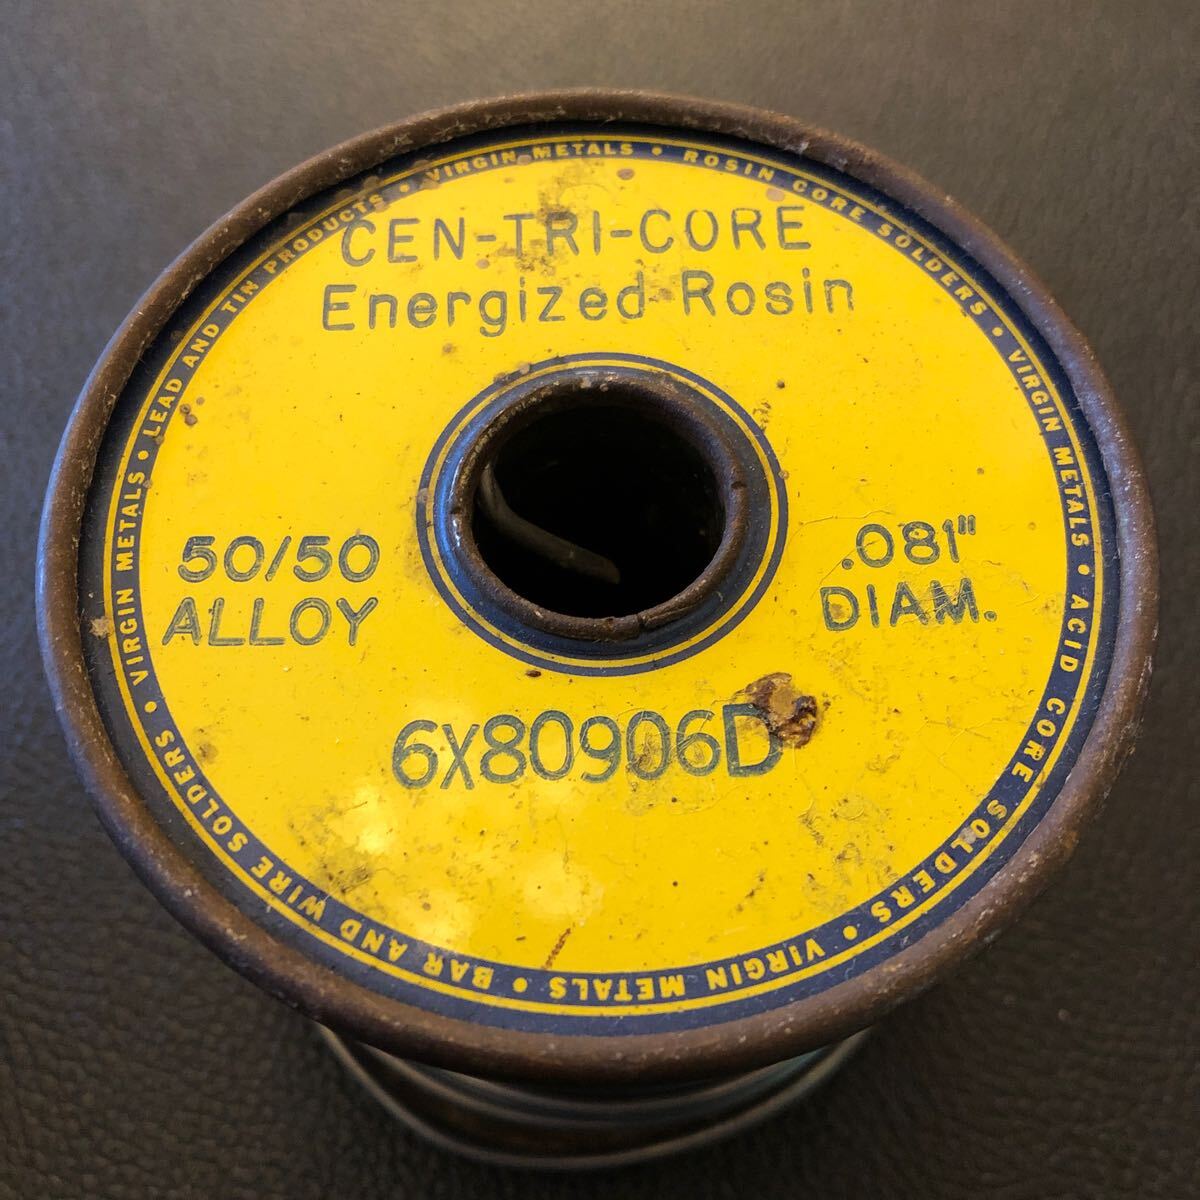 VIRGIN METALS • ROSIN CORE SOLDERS • VIRGIN METALS • ACID CORE SOLDERS • VIRGIN METALS • BAR AND WIRE SOLDERS • VIRGIN METALS • LEAD AND TIN PRODUCTS •
CEN-TRI-CORE
Energized Rosin
50/50
ALLOY
.081"
DIAM.
6X80906D